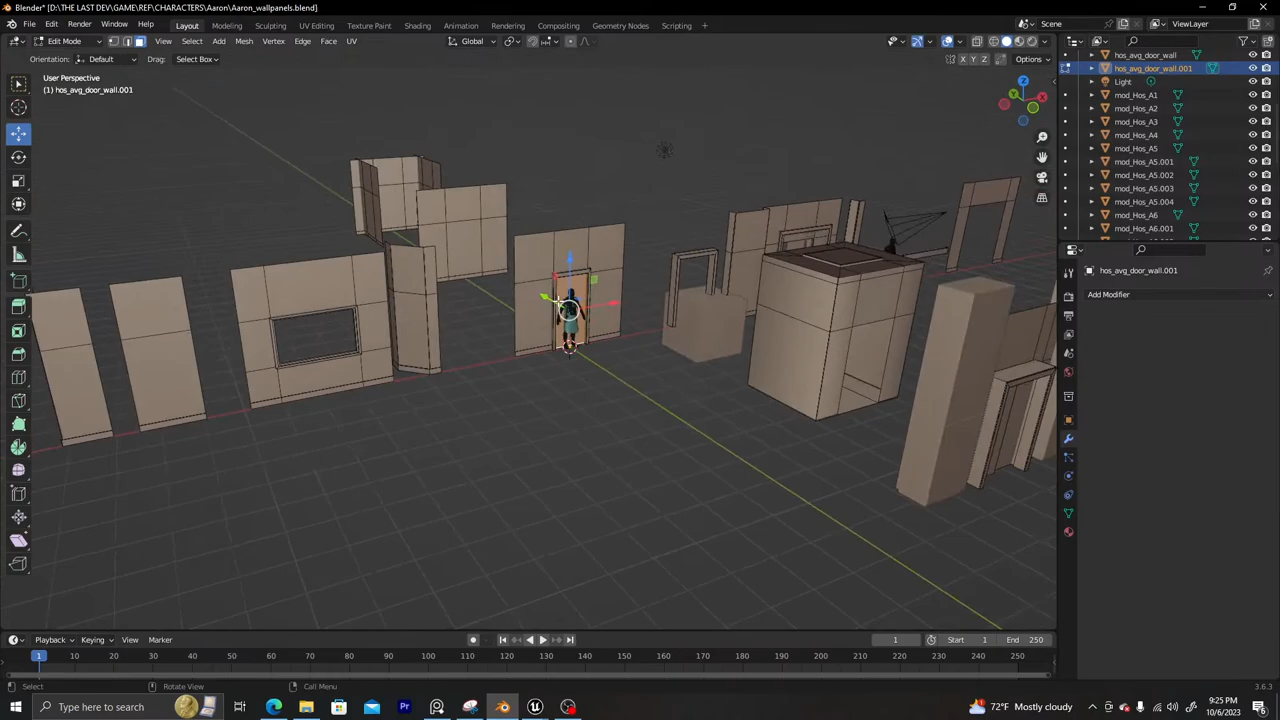 Blender* [D:\THE LAST DEV\GAME\REF\CHARACTERS\Aaron\Aaron_wallpanels.blend]
File Edit Render Window Help Layout Modeling Sculpting UV Editing Texture Paint Shading Animation Rendering Compositing Geometry Nodes Scripting + Scene ViewLayer
Edit Mode View Select Add Mesh Vertex Edge Face UV Global
Orientation: Default Drag: Select Box X Y Z Options
User Perspective
(1) hos_avg_door_wall.001
Z
Y X
hos_avg_door_wall
hos_avg_door_wall.001
Light
mod_Hos_A1
mod_Hos_A2
mod_Hos_A3
mod_Hos_A4
mod_Hos_A5
mod_Hos_A5.001
mod_Hos_A5.002
mod_Hos_A5.003
mod_Hos_A5.004
mod_Hos_A6
mod_Hos_A6.001
hos_avg_door_wall.001
Add Modifier
Playback Keying View Marker 1 Start 1 End 250
1 10 20 30 40 50 60 70 80 90 100 110 120 130 140 150 160 170 180 190 200 210 220 230 240 250
Select Rotate View Call Menu 3.6.3
Type here to search Pr 72°F Mostly cloudy 9:25 PM
10/6/2023